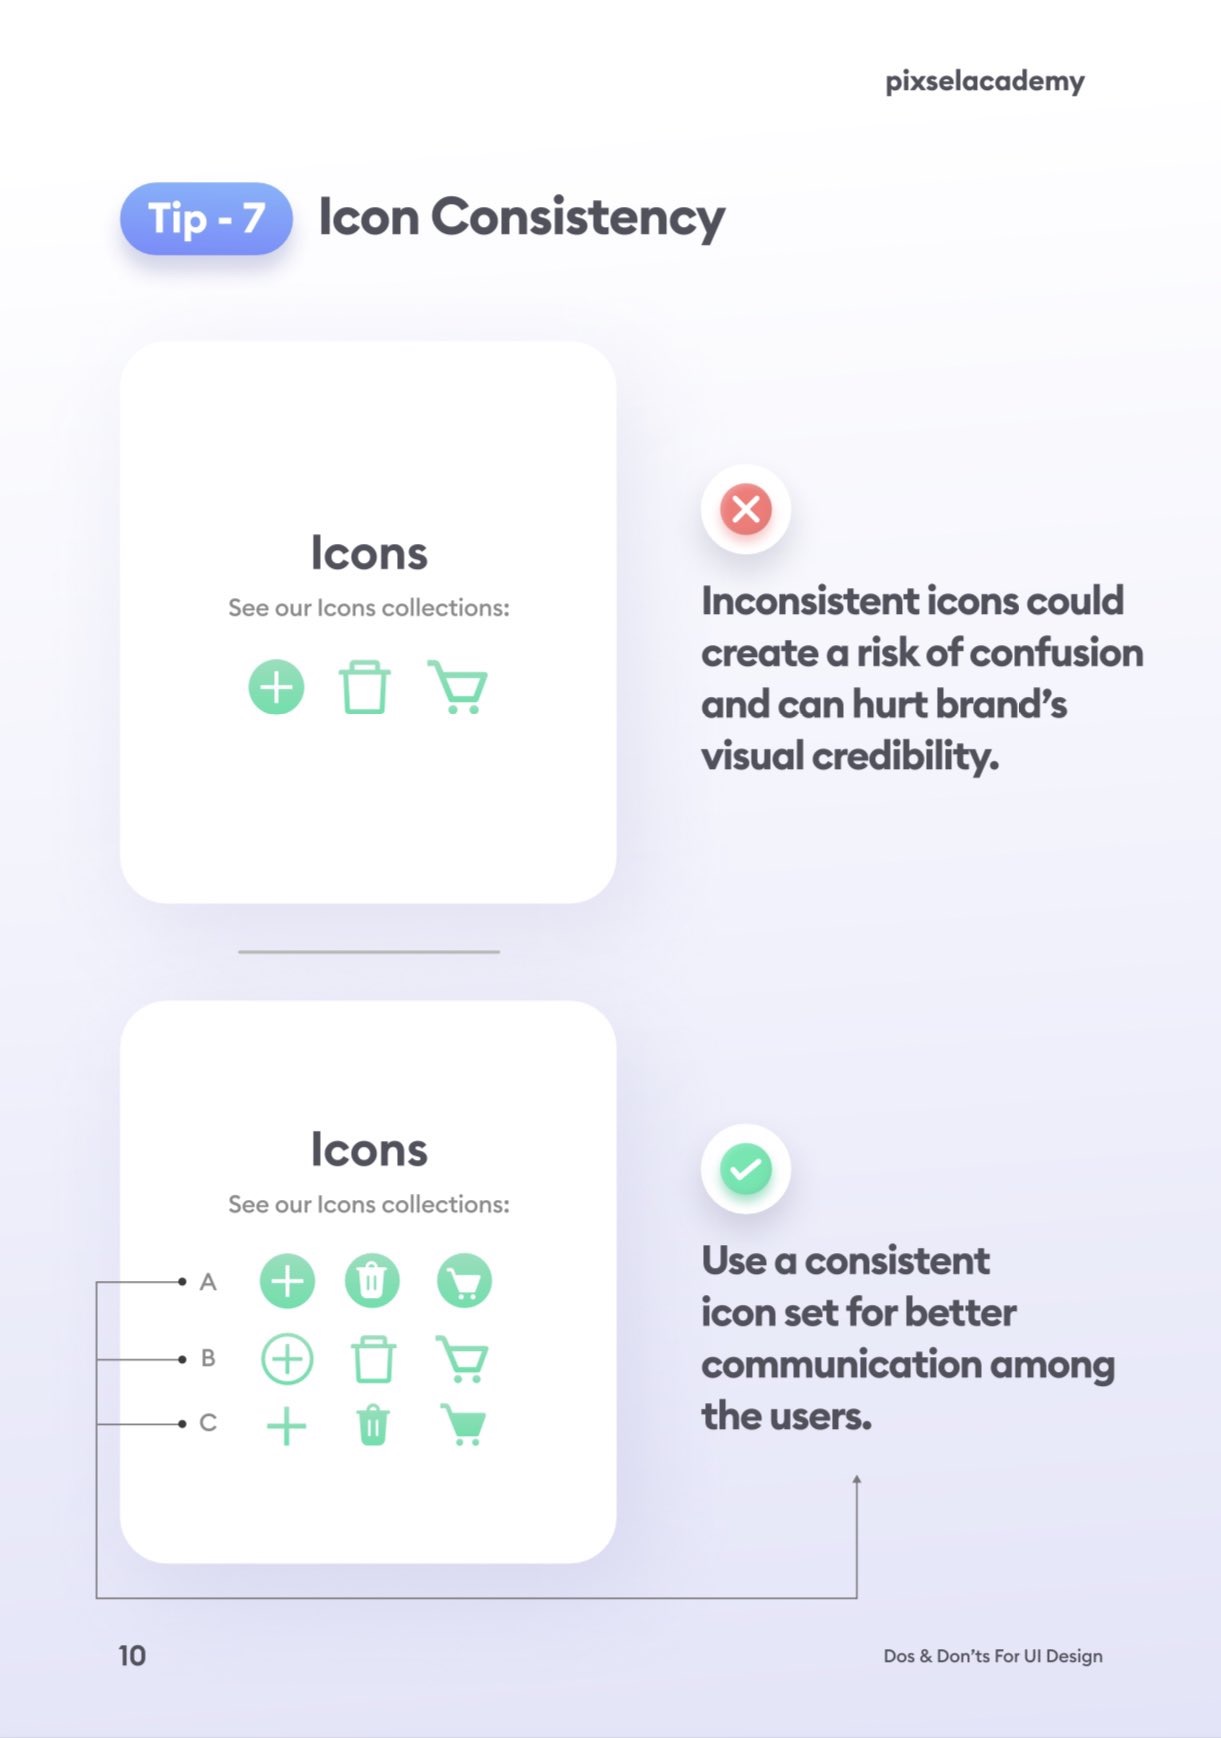 pixselacademy
Tip - 7
Icon Consistency
Icons
See our Icons collections:
Inconsistent icons could
create a risk of confusion
and can hurt brand’s
visual credibility.
Icons
See our Icons collections:
A
B
C
Use a consistent
icon set for better
communication among
the users.
10
Dos & Don’ts For UI Design